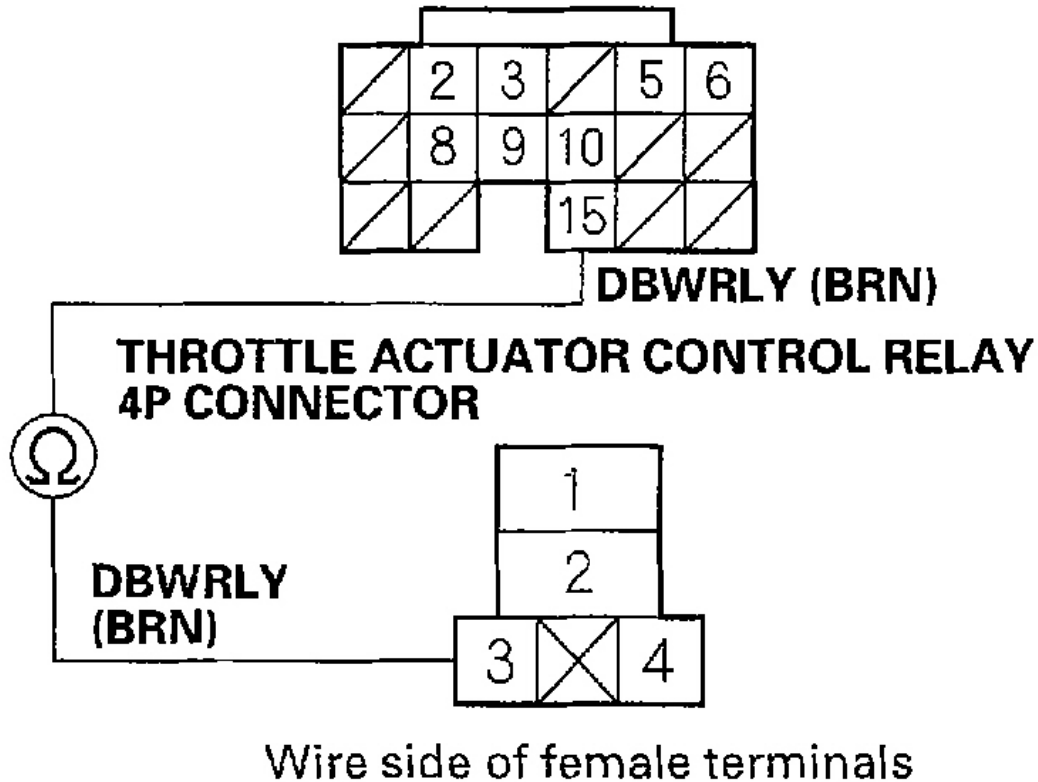 2 3 5 6
8 9 10
15
DBWRLY (BRN)
THROTTLE ACTUATOR CONTROL RELAY
4P CONNECTOR
Ω
1
2
DBWRLY
(BRN)
3 4
Wire side of female terminals